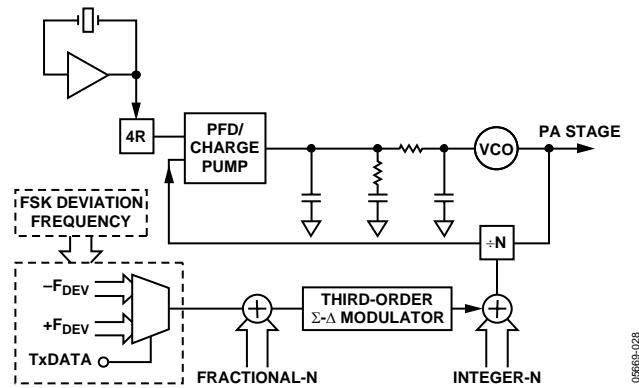 4R
PFD/
CHARGE
PUMP
VCO
PA STAGE
FSK DEVIATION
FREQUENCY
÷N
–FDEV
+FDEV
TxDATA
+
THIRD-ORDER
Σ-Δ MODULATOR
+
FRACTIONAL-N
INTEGER-N
05669-028